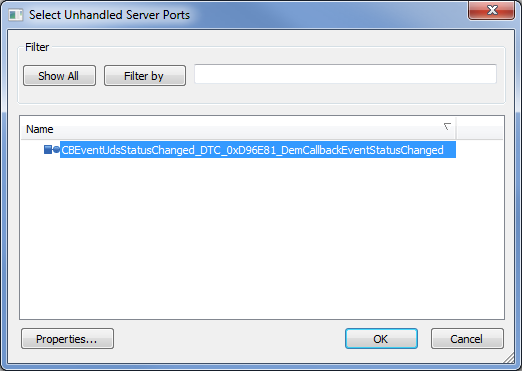 Select Unhandled Server Ports
Filter
Show All
Filter by
Name
CBEventUdsStatusChanged_DTC_0xD96E81_DemCallbackEventStatusChanged
Properties...
OK
Cancel